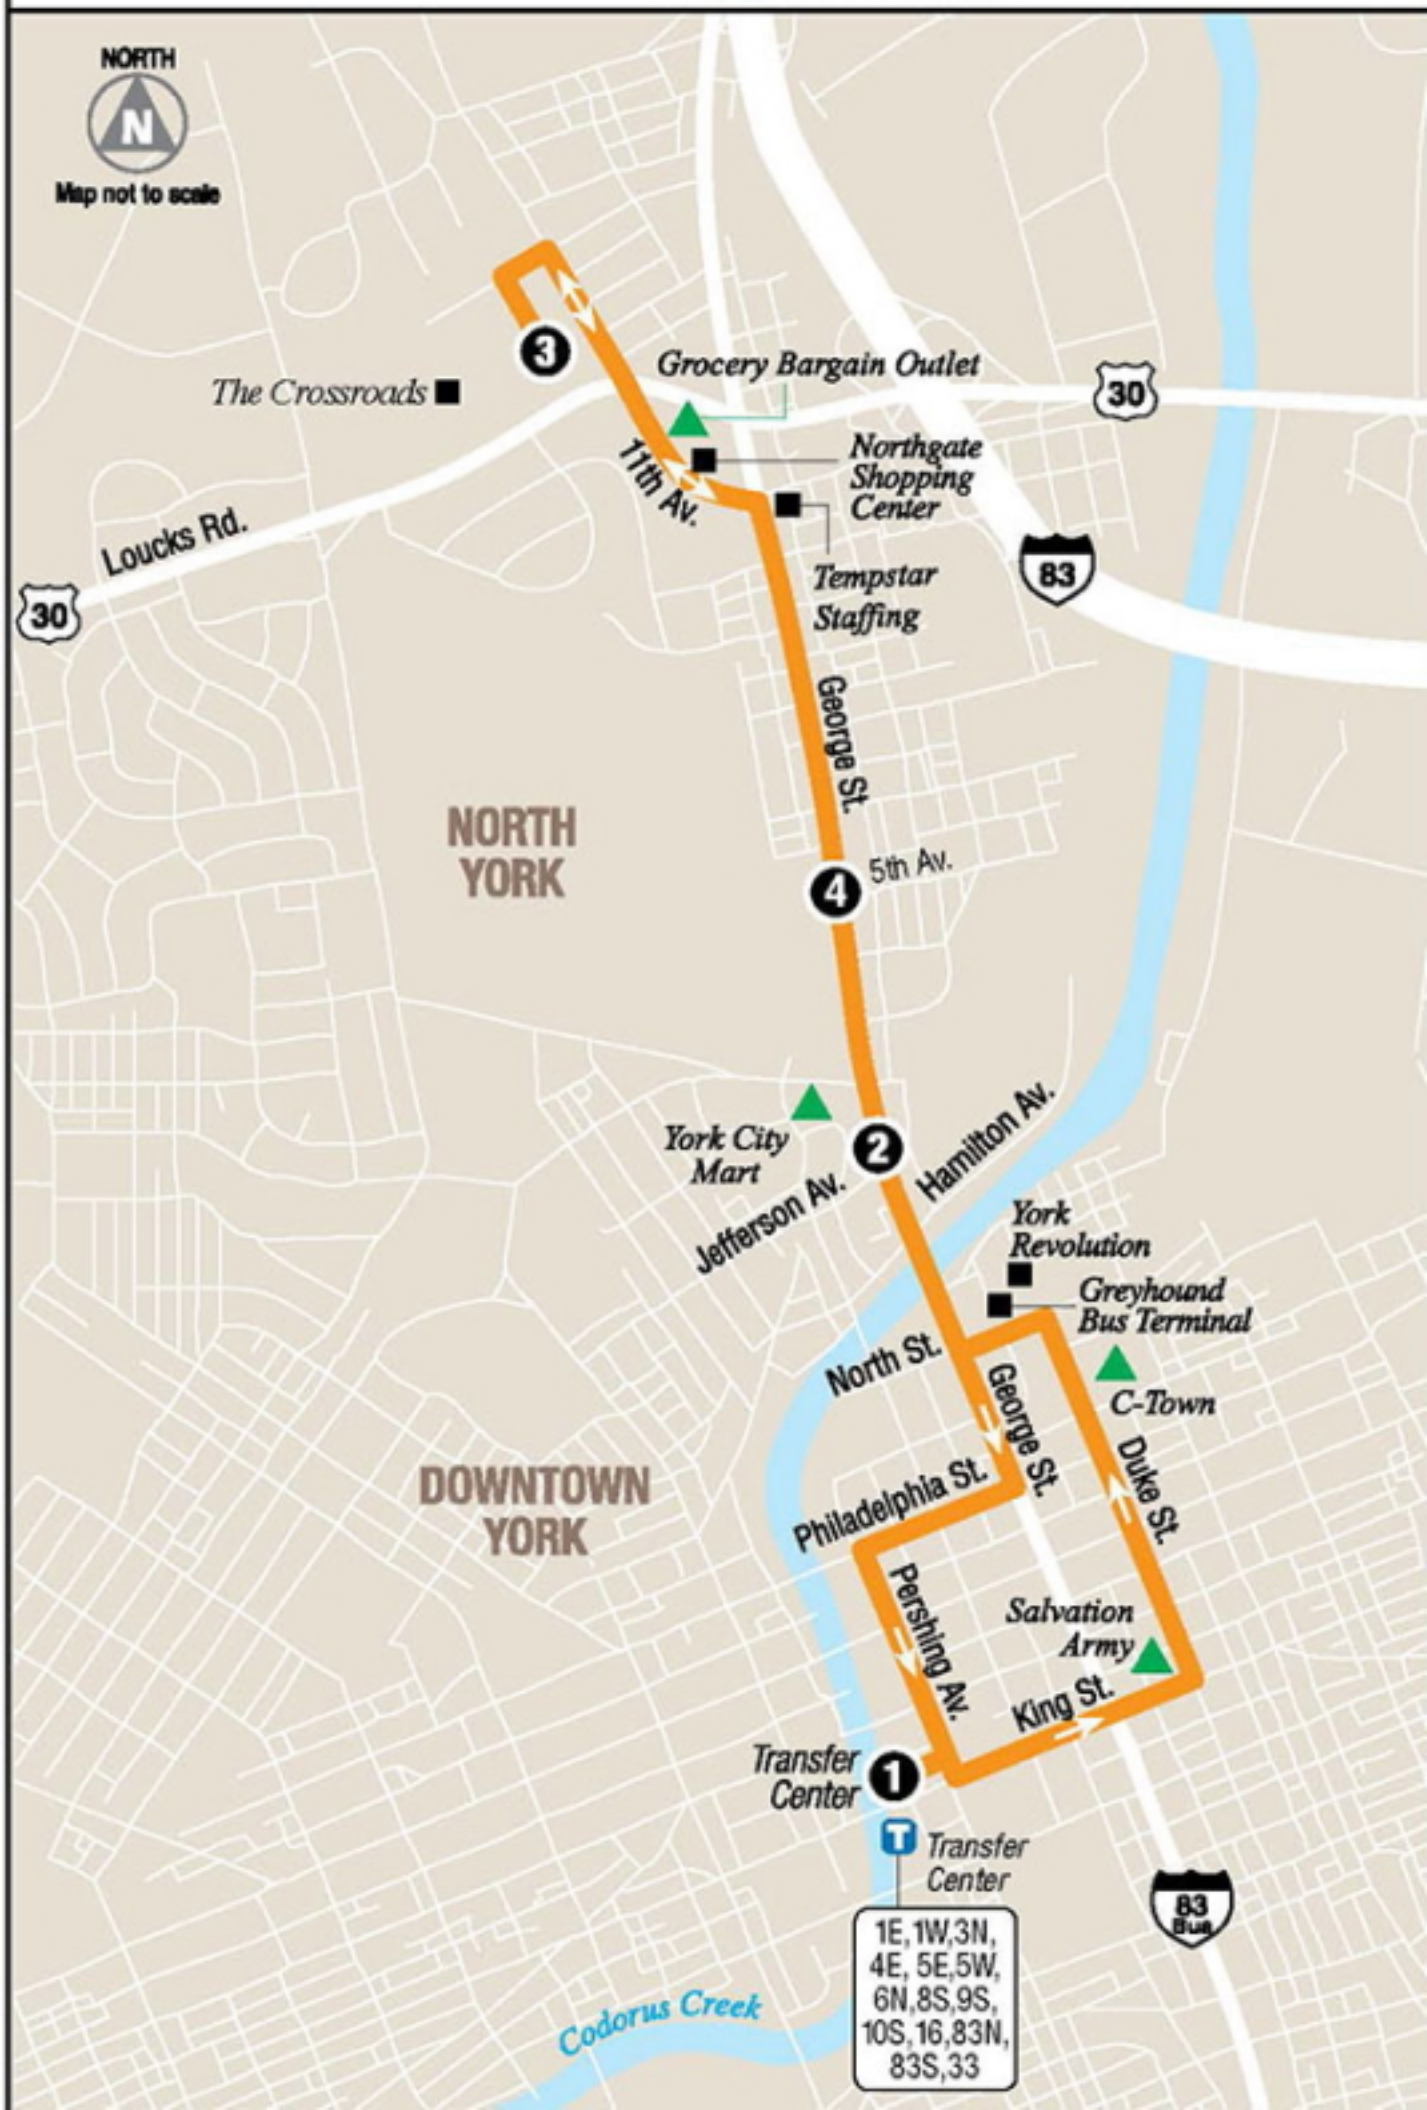 NORTH
N
Map not to scale
3
The Crossroads
Grocery Bargain Outlet
30
11th Av.
Northgate
Shopping
Center
Loucks Rd.
30
83
Tempstar
Staffing
George St.
NORTH
YORK
4
5th Av.
York City
Mart
2
Hamilton Av.
Jefferson Av.
York
Revolution
Greyhound
Bus Terminal
North St.
George St.
C-Town
DOWNTOWN
YORK
Philadelphia St.
Duke St.
Pershing Av.
Salvation
Army
King St.
Transfer
Center
1
T
Transfer
Center
83
Bus
1E,1W,3N,
4E, 5E,5W,
6N,8S,9S,
10S,16,83N,
83S,33
Codorus Creek